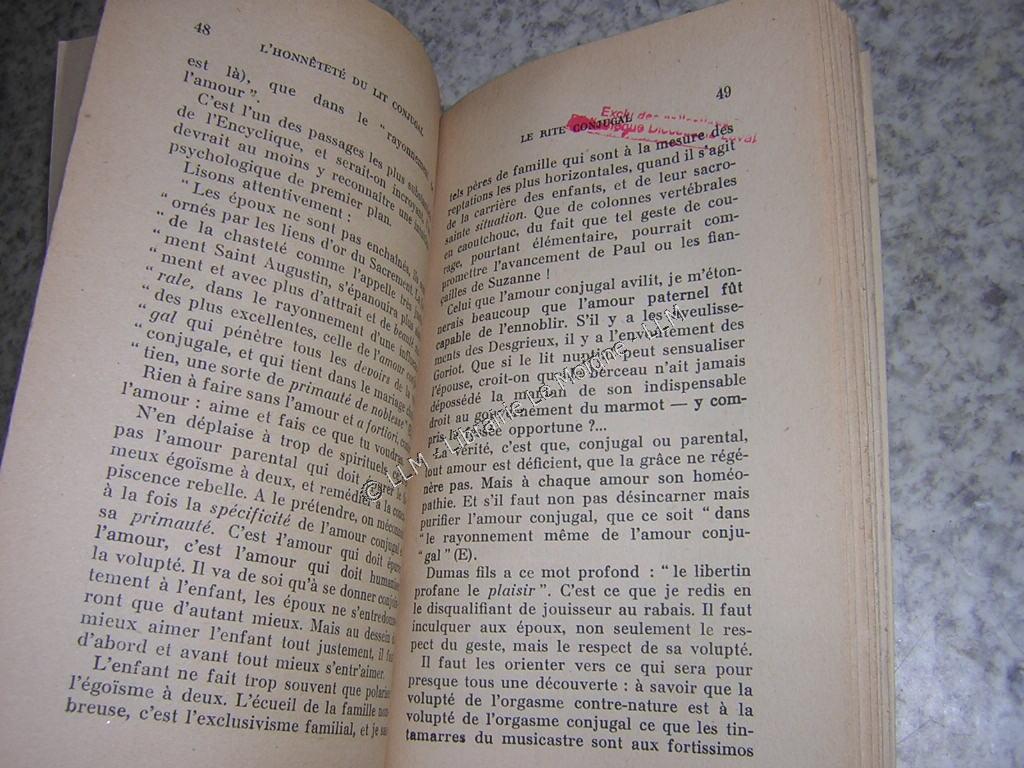 48
L'HONNÊTETÉ DU LIT CONJUGAL
est là), que dans le "rayonnement
l'amour".
C'est l'un des passages les plus
de l'Encyclique, et serait-on incroyant,
devrait au moins y reconnaître une
psychologique de premier plan.
Lisons attentivement :
"Les époux ne sont pas enchaînés,
"ornés par les liens d'or du Sacrement.
"de la chasteté comme l'appelle très
"ment Saint Augustin, s'épanouira plus
"ment et avec plus d'attrait et de beauté
"rale, dans le rayonnement d'une
"des plus excellentes, celle de l'amour
"gal qui pénètre tous les devoirs de la
"conjugale, et qui tient dans le mariage
"tien, une sorte de primauté de noblesse"
Rien à faire sans l'amour et a fortiori,
l'amour : aime et fais ce que tu voudras.
N'en déplaise à trop de spirituels,
pas l'amour parental qui doit
meux égoïsme à deux, et remédier à la
piscence rebelle. A le prétendre, on
à la fois la spécificité de l'amour conjugal
sa primauté. C'est l'amour qui doit
l'amour, c'est l'amour qui doit
la volupté. Il va de soi qu'à se donner
tement à l'enfant, les époux ne
ront que d'autant mieux. Mais au dessein
mieux aimer l'enfant tout justement, il
d'abord et avant tout mieux s'entr'aimer.
L'enfant ne fait trop souvent que
l'égoïsme à deux. L'écueil de la famille
breuse, c'est l'exclusivisme familial, et je
49
LE RITE CONJUGAL
tels pères de famille qui sont à la mesure des
reptations les plus horizontales, quand il s'agit
de la carrière des enfants, et de leur sacro-
sainte situation. Que de colonnes vertébrales
en caoutchouc, du fait que tel geste de cou-
rage, pourtant élémentaire, pourrait com-
promettre l'avancement de Paul ou les fian-
cailles de Suzanne !
Celui que l'amour conjugal avilit, je m'éton-
nerais beaucoup que l'amour paternel fût
capable de l'ennoblir. S'il y a les aveulisse-
ments des Desgrieux, il y a l'envoûtement des
Goriot. Que si le lit nuptial peut sensualiser
l'épouse, croit-on que le berceau n'ait jamais
dépossédé la maman de son indispensable
droit au gouvernement du marmot — y com-
pris la fessée opportune ?...
La vérité, c'est que, conjugal ou parental,
tout amour est déficient, que la grâce ne régé-
nère pas. Mais à chaque amour son homéo-
pathie. Et s'il faut non pas désincarner mais
purifier l'amour conjugal, que ce soit "dans
"le rayonnement même de l'amour conju-
"gal" (E).
Dumas fils a ce mot profond : "le libertin
profane le plaisir". C'est ce que je redis en
le disqualifiant de jouisseur au rabais. Il faut
inculquer aux époux, non seulement le res-
pect du geste, mais le respect de sa volupté.
Il faut les orienter vers ce qui sera pour
presque tous une découverte : à savoir que la
volupté de l'orgasme contre-nature est à la
volupté de l'orgasme conjugal ce que les tin-
tamarres du musicastre sont aux fortissimos
Exclu des
© LLM - Librairie Le Moïne - LLM